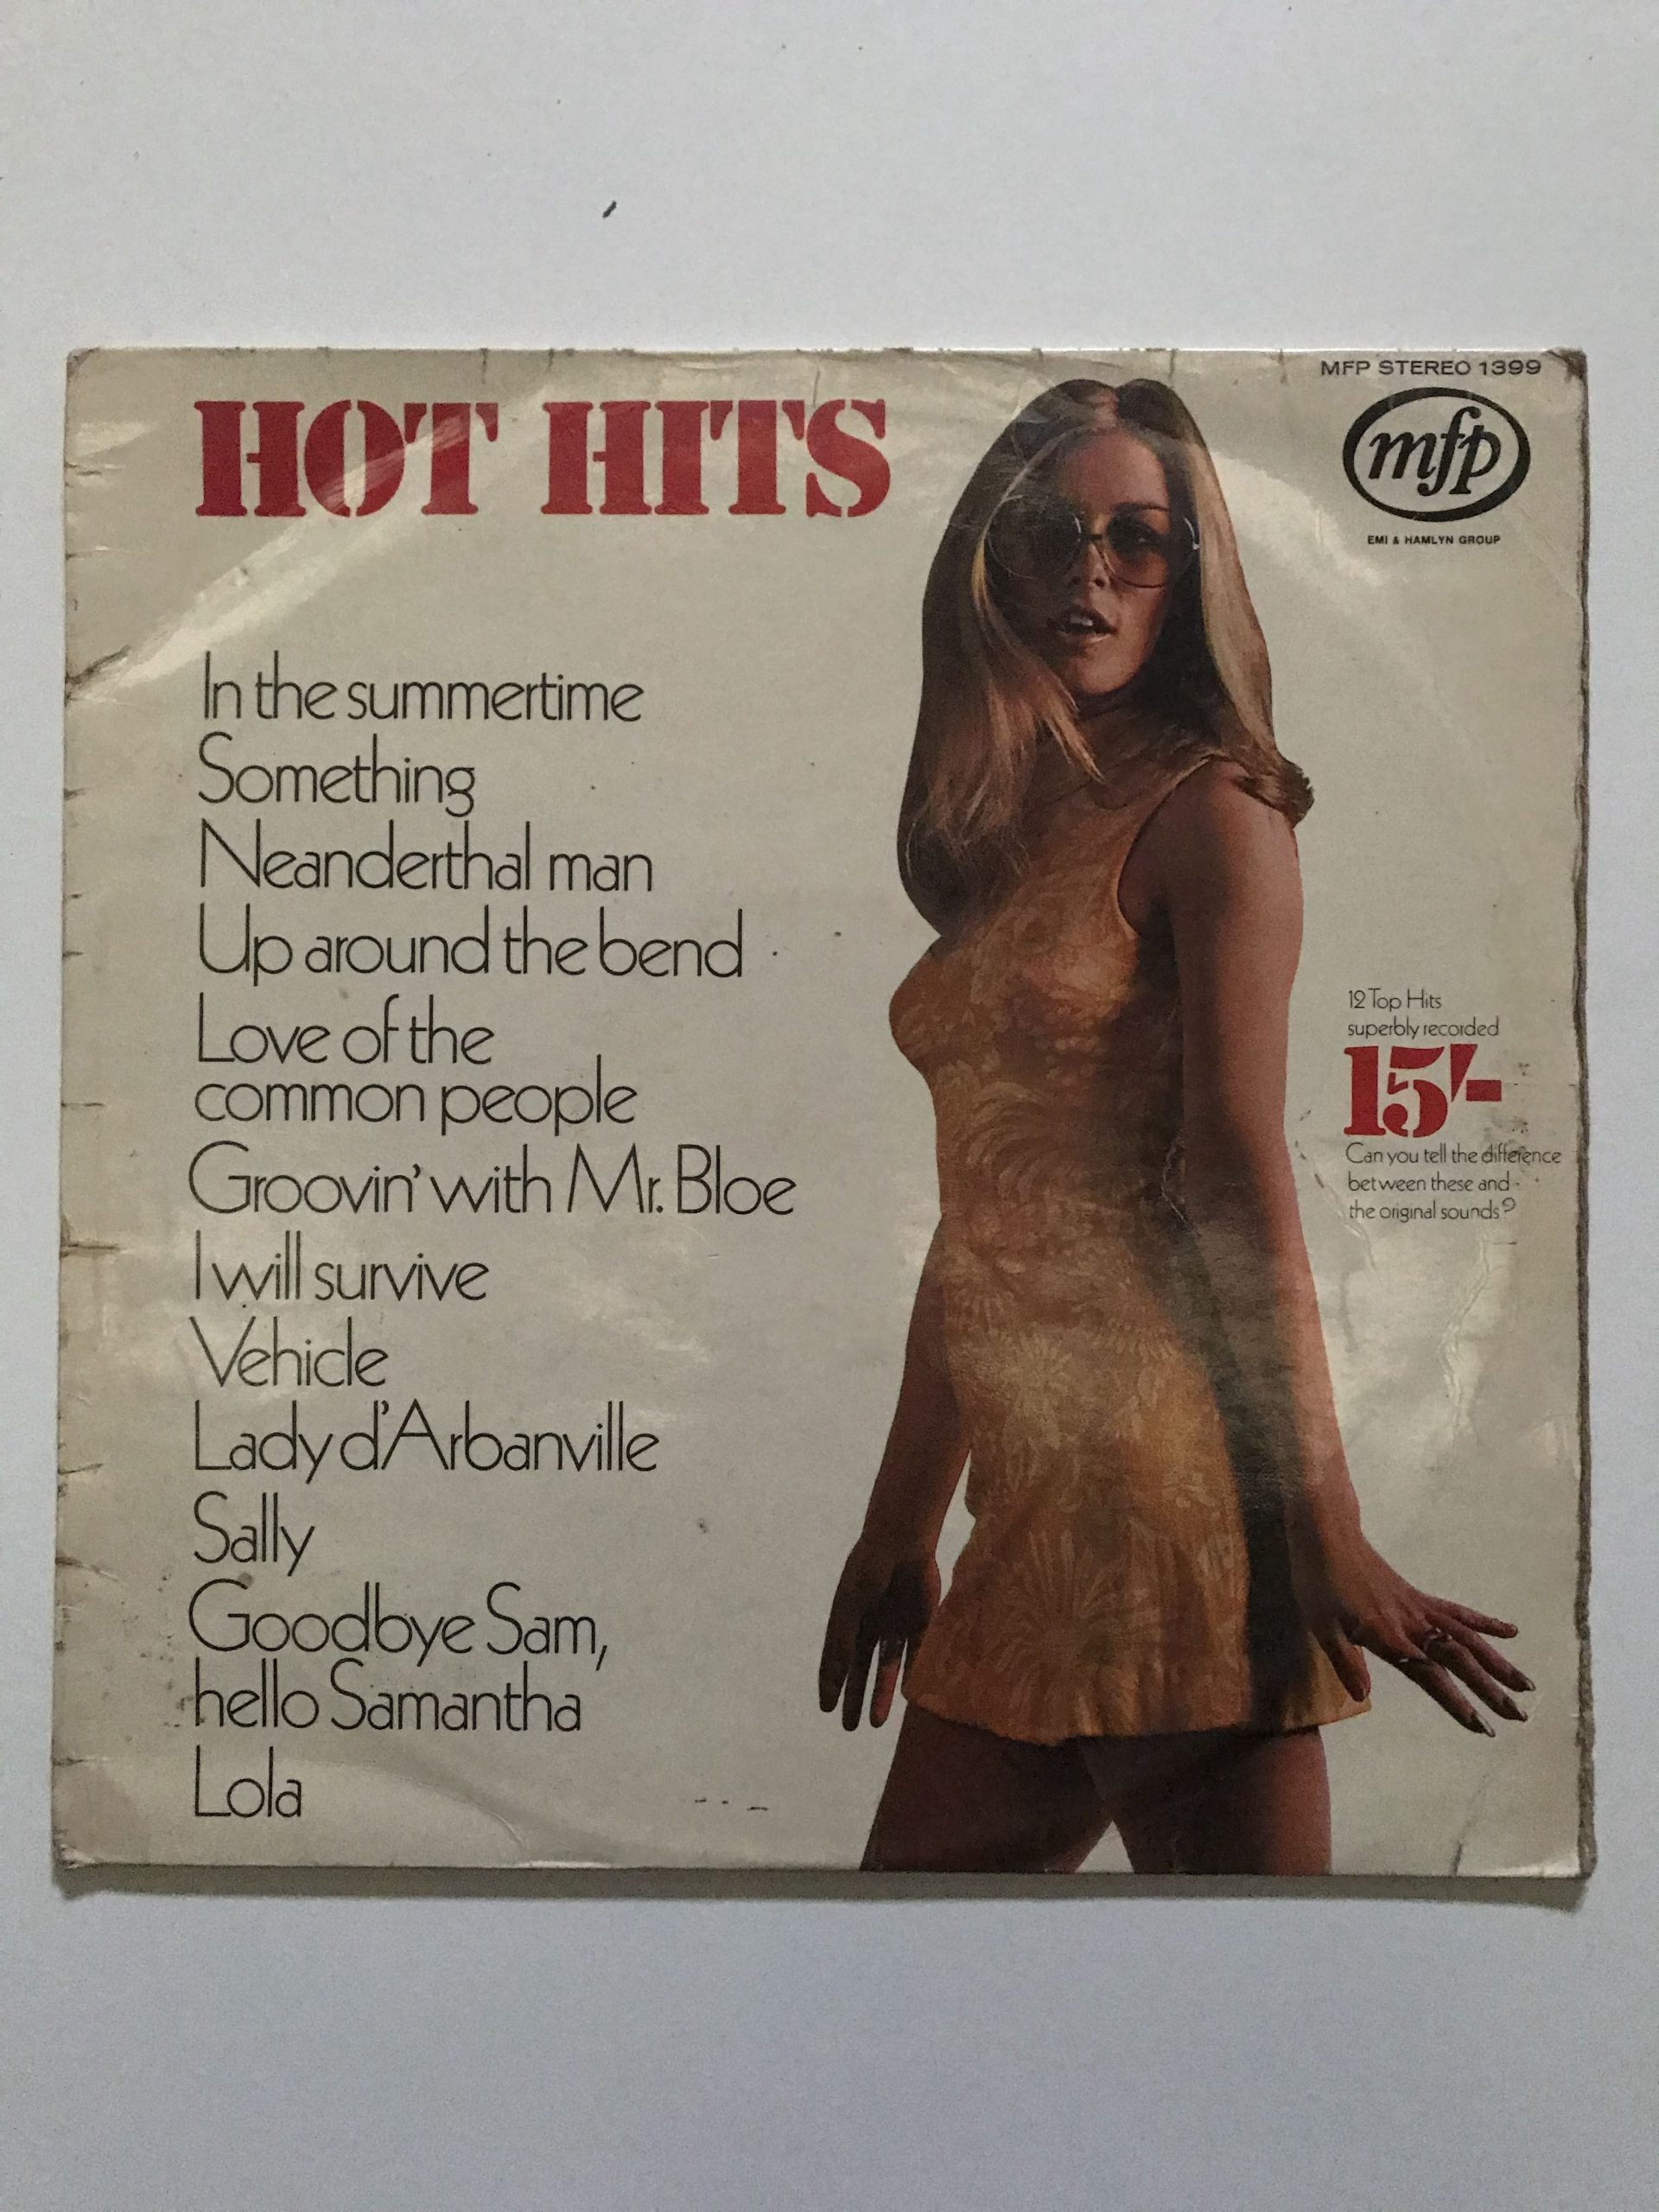 MFP STEREO 1399
HOT HITS
mfp
EMI & HAMLYN GROUP
In the summertime
Something
Neanderthal man
Up around the bend
Love of the
common people
Groovin' with Mr. Bloe
I will survive
Vehicle
Lady d'Arbanville
Sally
Goodbye Sam,
hello Samantha
Lola
12 Top Hits
superbly recorded
15/-
Can you tell the difference
between these and
the original sounds?